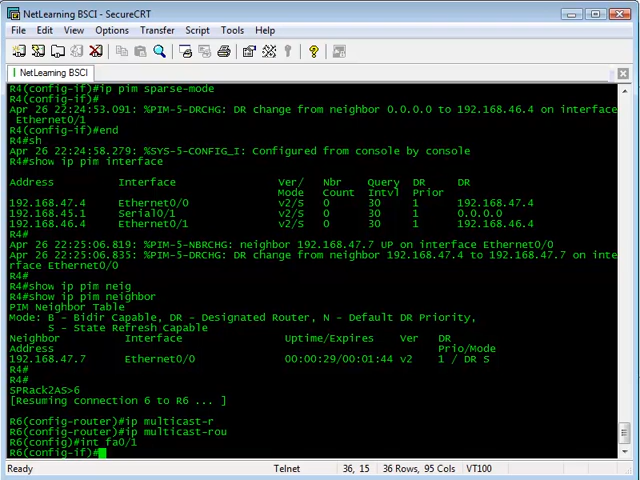 NetLearning BSCI - SecureCRT
File Edit View Options Transfer Script Tools Help
NetLearning BSCI
R4(config-if)#ip pim sparse-mode
R4(config-if)#
Apr 26 22:24:53.091: %PIM-5-DRCHG: DR change from neighbor 0.0.0.0 to 192.168.46.4 on interface
Ethernet0/1
R4(config-if)#end
R4#sh
Apr 26 22:24:58.279: %SYS-5-CONFIG_I: Configured from console by console
R4#show ip pim interface
Address Interface Ver/ Nbr Query DR DR
Mode Count Intvl Prior
192.168.47.4 Ethernet0/0 v2/S 0 30 1 192.168.47.4
192.168.45.1 Serial0/1 v2/S 0 30 1 0.0.0.0
192.168.46.4 Ethernet0/1 v2/S 0 30 1 192.168.46.4
R4#
Apr 26 22:25:06.819: %PIM-5-NBRCHG: neighbor 192.168.47.7 UP on interface Ethernet0/0
Apr 26 22:25:06.835: %PIM-5-DRCHG: DR change from neighbor 192.168.47.4 to 192.168.47.7 on inte
rface Ethernet0/0
R4#
R4#show ip pim neig
R4#show ip pim neighbor
PIM Neighbor Table
Mode: B - Bidir Capable, DR - Designated Router, N - Default DR Priority,
S - State Refresh Capable
Neighbor Interface Uptime/Expires Ver DR
Address Prio/Mode
192.168.47.7 Ethernet0/0 00:00:29/00:01:44 v2 1 / DR S
R4#
R4#
SPRack2AS>6
[Resuming connection 6 to R6 ... ]
R6(config-router)#ip multicast-r
R6(config-router)#ip multicast-rou
R6(config)#int fa0/1
R6(config-if)#
Ready Telnet 36, 15 36 Rows, 95 Cols VT100